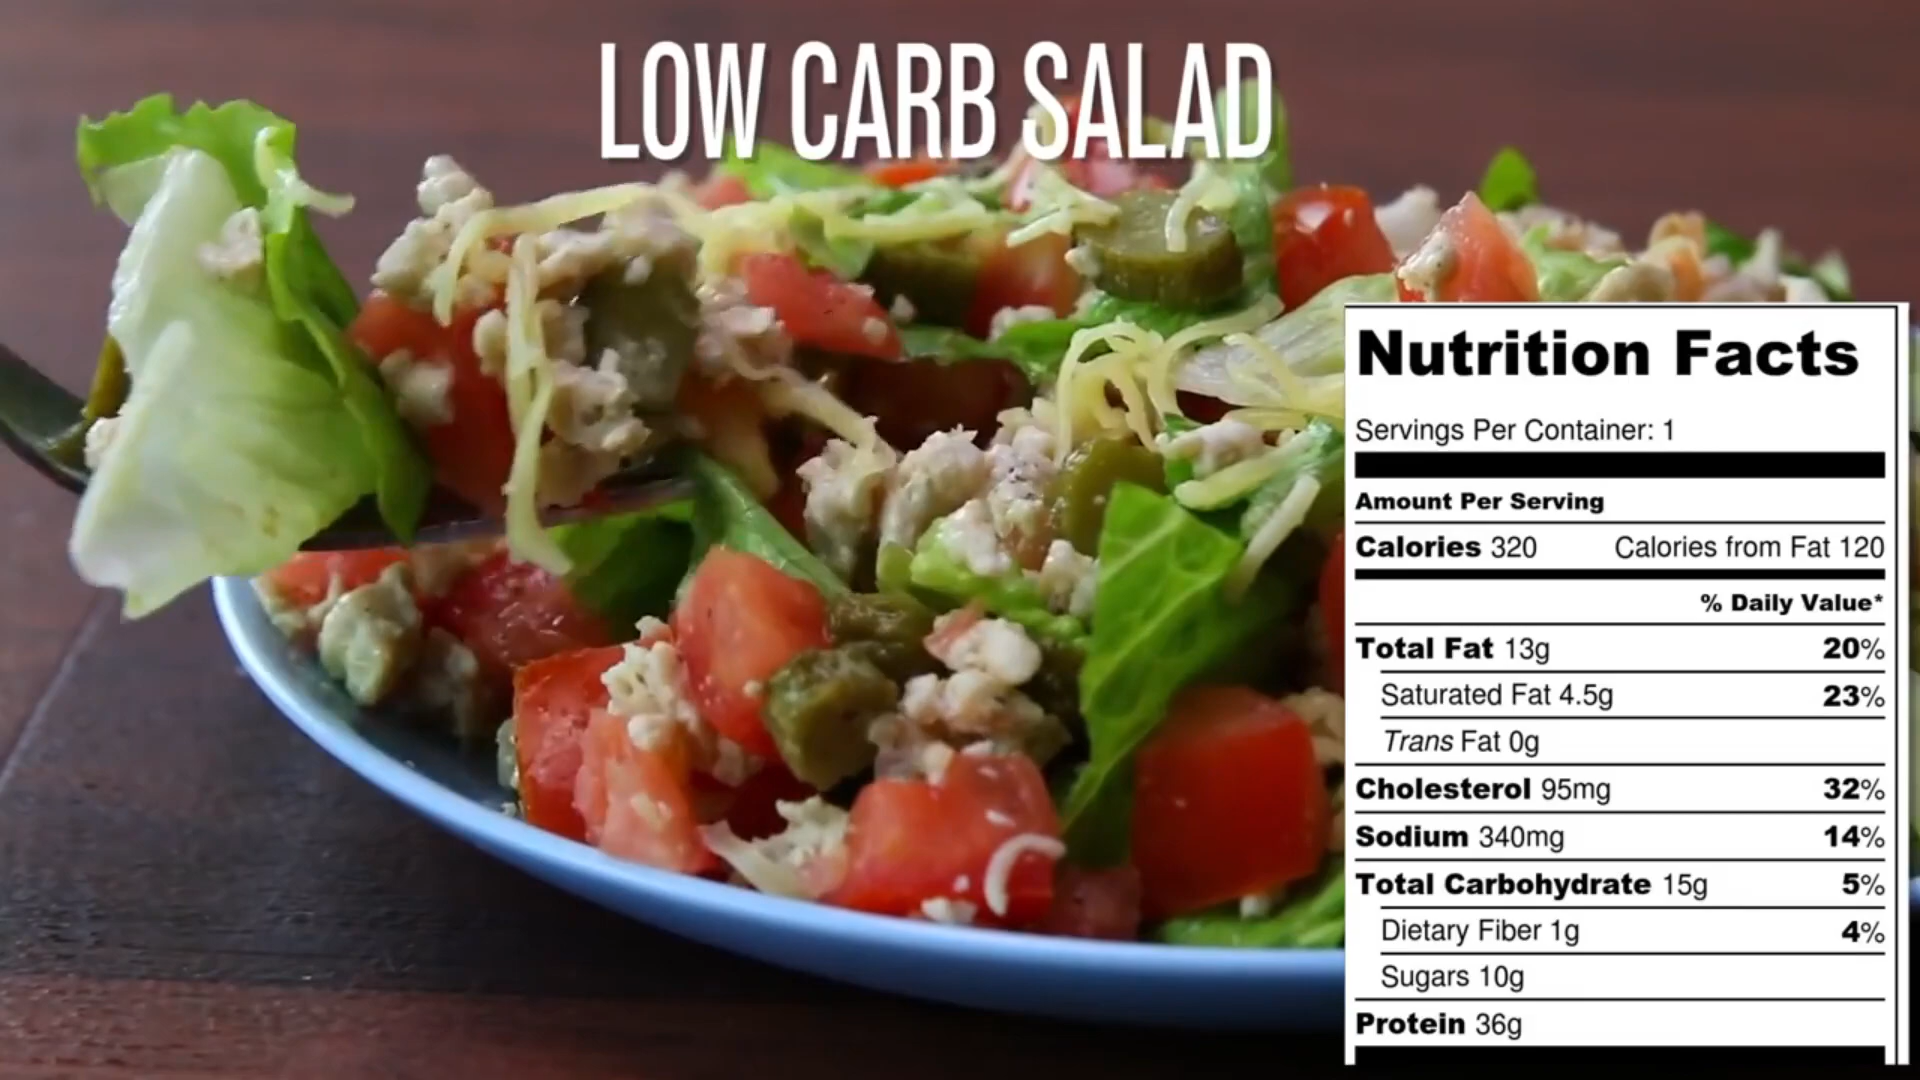 LOW CARB SALAD
Nutrition Facts
Servings Per Container: 1
Amount Per Serving
Calories 320 Calories from Fat 120
% Daily Value*
Total Fat 13g 20%
Saturated Fat 4.5g 23%
Trans Fat 0g
Cholesterol 95mg 32%
Sodium 340mg 14%
Total Carbohydrate 15g 5%
Dietary Fiber 1g 4%
Sugars 10g
Protein 36g